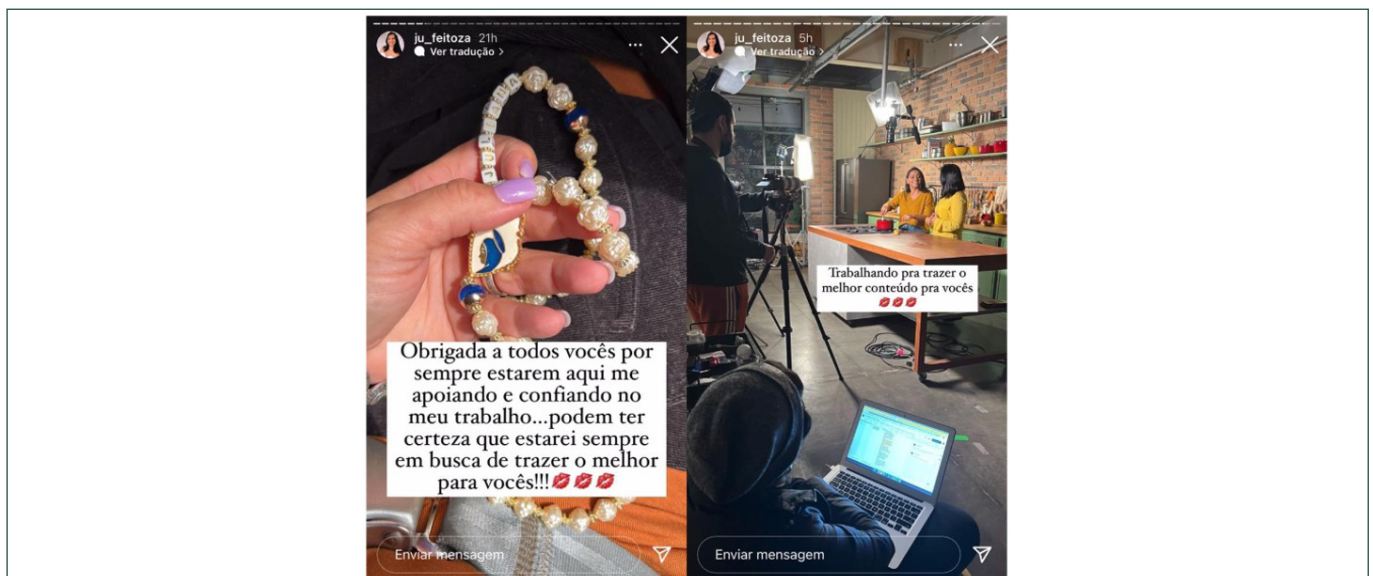 ju_feitoza 21h
Ver tradução >
JULIANA
Obrigada a todos vocês por
sempre estarem aqui me
apoiando e confiando no
meu trabalho...podem ter
certeza que estarei sempre
em busca de trazer o melhor
para vocês!!!💋💋💋
Enviar mensagem
ju_feitoza 5h
Ver tradução >
Trabalhando pra trazer o
melhor conteúdo pra vocês
💋💋💋
Enviar mensagem